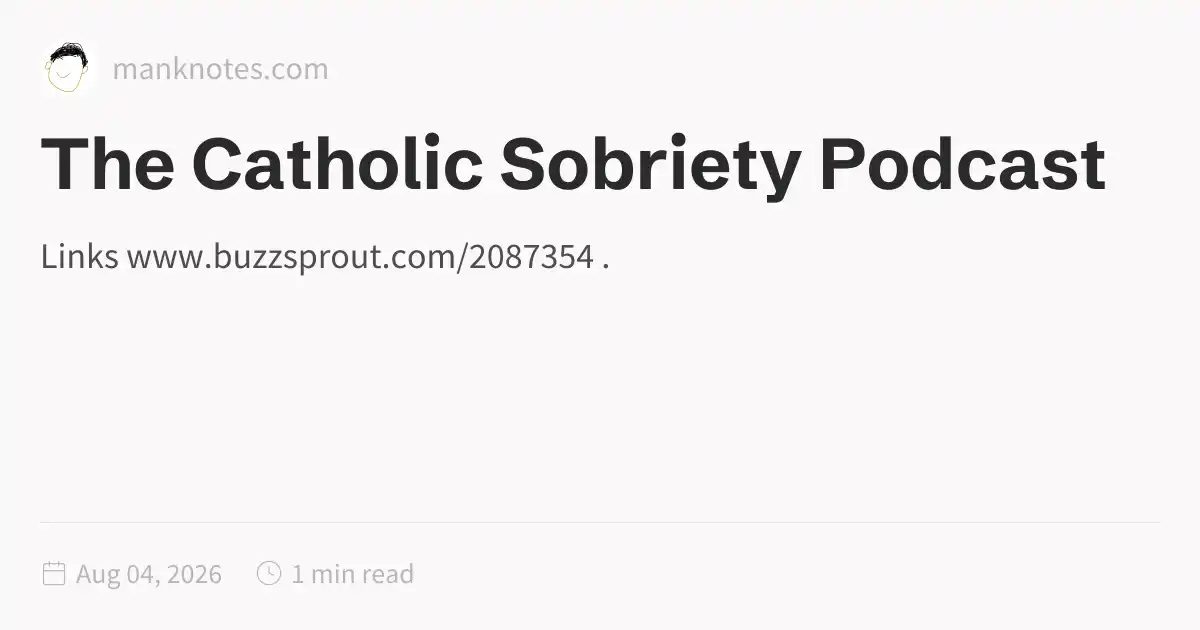 manknotes.com
The Catholic Sobriety Podcast
Links www.buzzsprout.com/2087354 .
Aug 04, 2026 1 min read